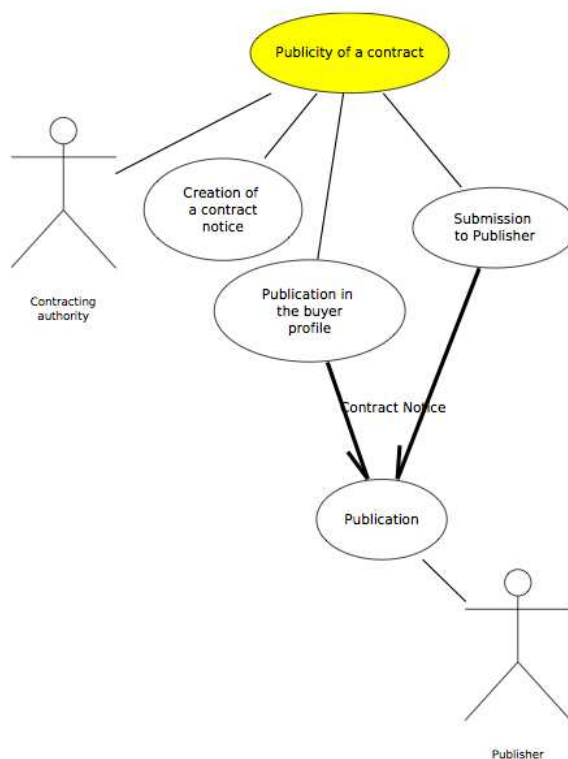 Publicity of a contract
Creation of
a contract
notice
Submission
to Publisher
Contracting
authority
Publication in
the buyer
profile
Contract Notice
Publication
Publisher